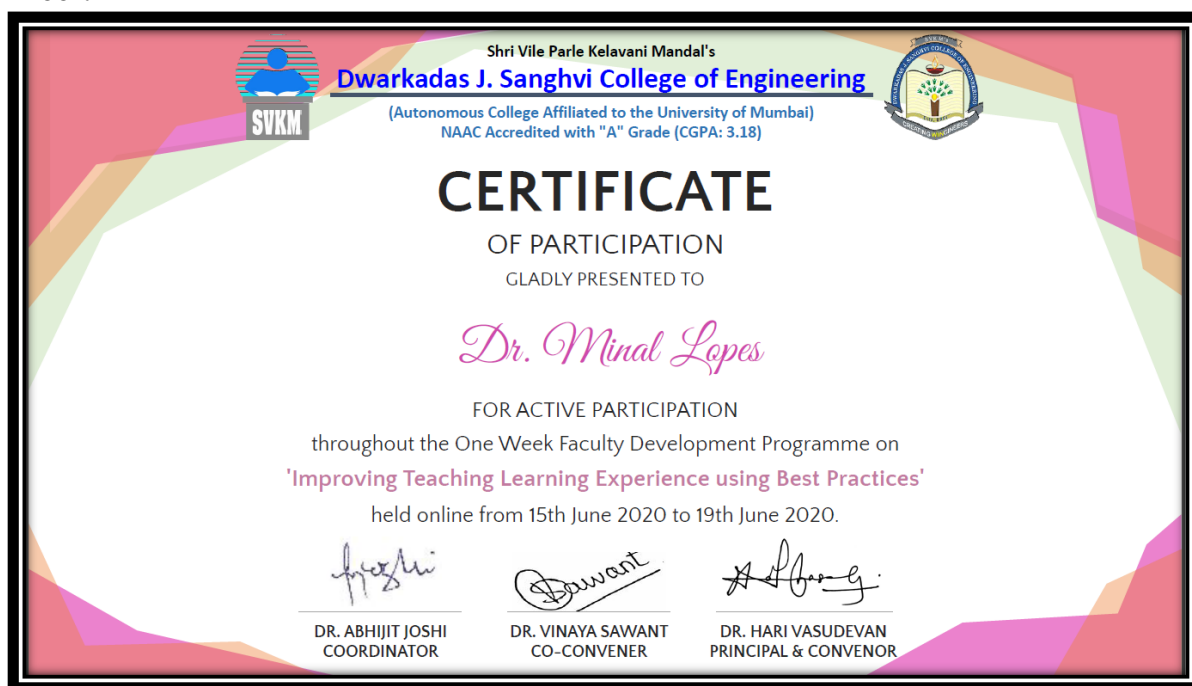 Shri Vile Parle Kelavani Mandal's
Dwarkadas J. Sanghvi College of Engineering
(Autonomous College Affiliated to the University of Mumbai)
NAAC Accredited with "A" Grade (CGPA: 3.18)
SVKM
CERTIFICATE
OF PARTICIPATION
GLADLY PRESENTED TO
Dr. Minal Lopes
FOR ACTIVE PARTICIPATION
throughout the One Week Faculty Development Programme on
'Improving Teaching Learning Experience using Best Practices'
held online from 15th June 2020 to 19th June 2020.
Sawant
DR. ABHIJIT JOSHI
DR. VINAYA SAWANT
DR. HARI VASUDEVAN
COORDINATOR
CO-CONVENER
PRINCIPAL & CONVENOR